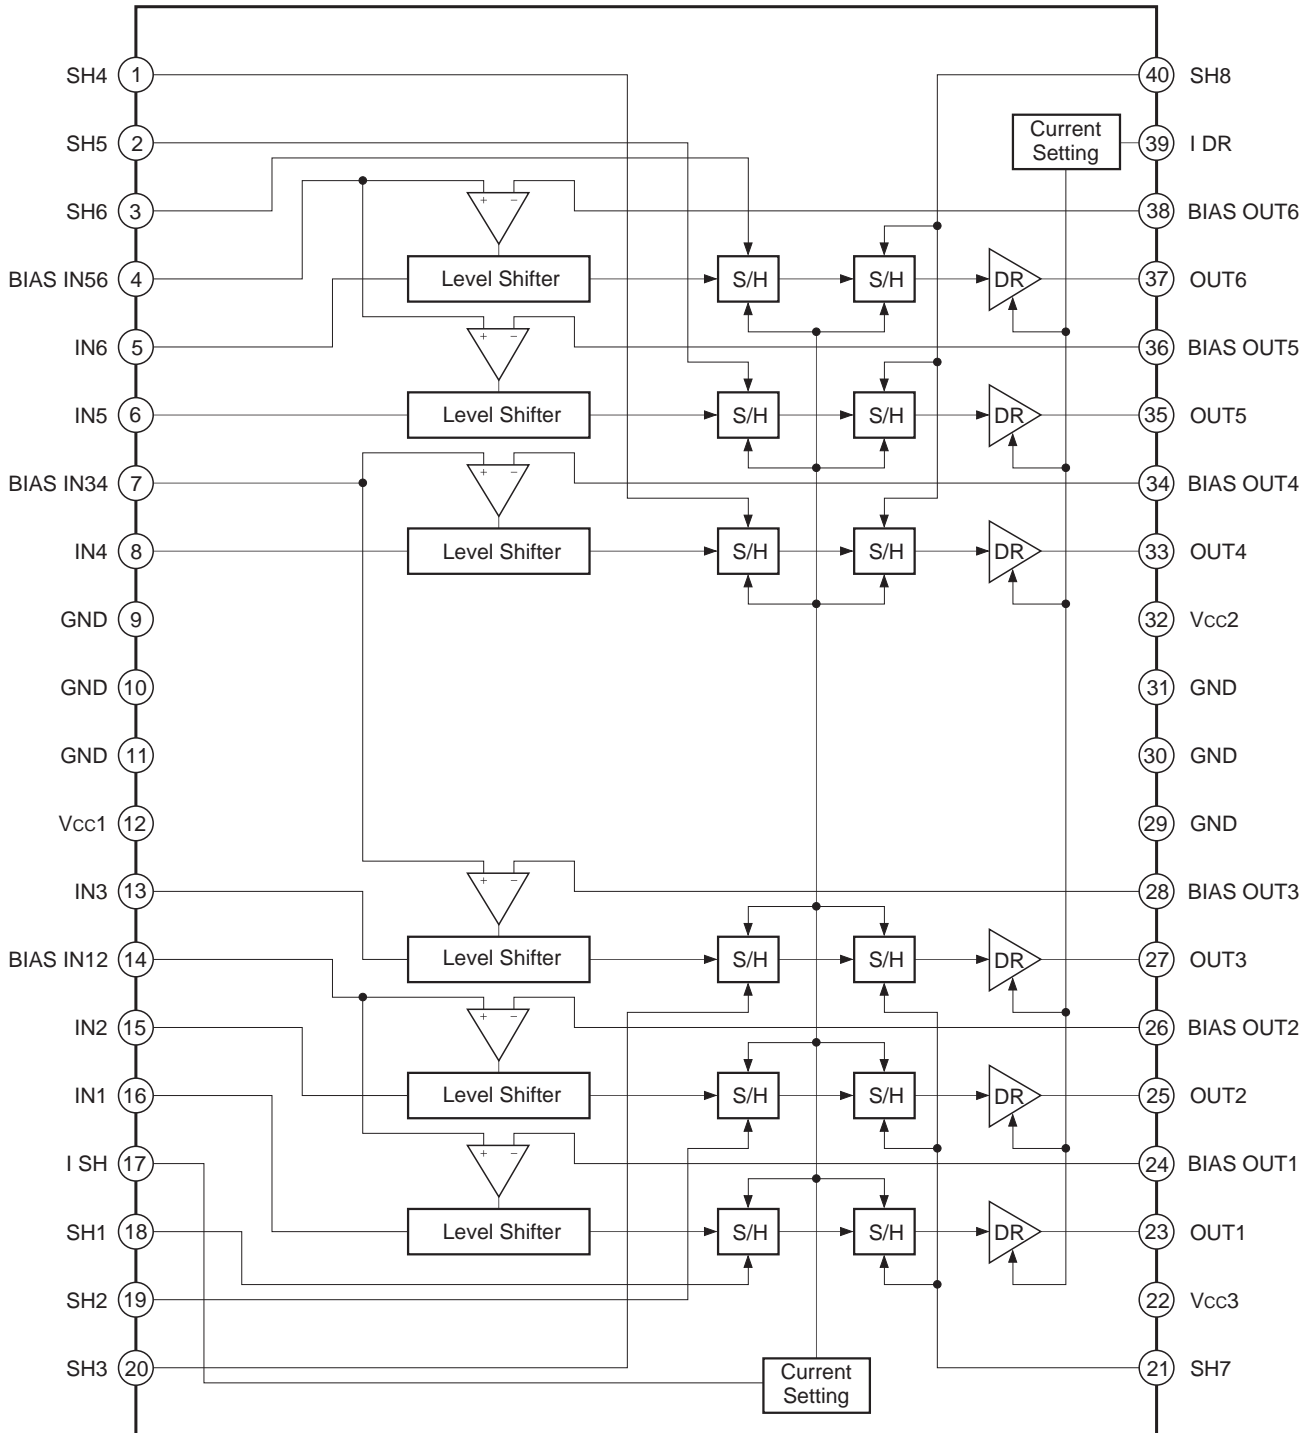 SH4 1
40 SH8
Current
Setting
SH5 2
39 I DR
SH6 3
+ −
38 BIAS OUT6
BIAS IN56 4
Level Shifter
S/H
S/H
DR
37 OUT6
IN6 5
+ −
36 BIAS OUT5
IN5 6
Level Shifter
S/H
S/H
DR
35 OUT5
BIAS IN34 7
+ −
34 BIAS OUT4
IN4 8
Level Shifter
S/H
S/H
DR
33 OUT4
GND 9
32 Vcc2
GND 10
31 GND
GND 11
30 GND
Vcc1 12
29 GND
IN3 13
+ −
28 BIAS OUT3
BIAS IN12 14
Level Shifter
S/H
S/H
DR
27 OUT3
IN2 15
+ −
26 BIAS OUT2
IN1 16
Level Shifter
S/H
S/H
DR
25 OUT2
I SH 17
+ −
24 BIAS OUT1
SH1 18
Level Shifter
S/H
S/H
DR
23 OUT1
SH2 19
22 Vcc3
SH3 20
Current
Setting
21 SH7